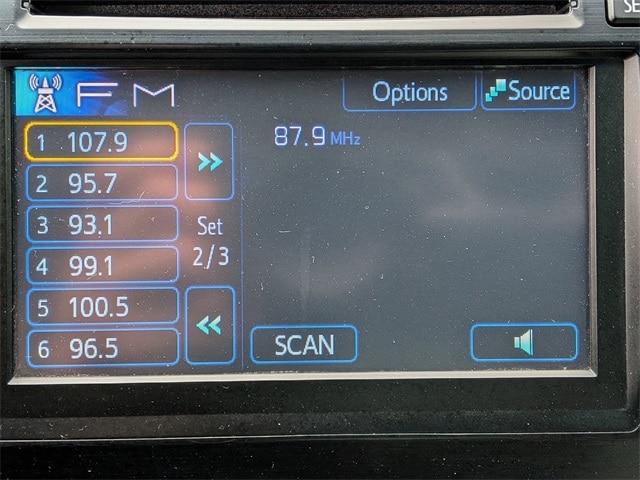 SE
FM
Options
Source
1 107.9
87.9 MHz
2 95.7
3 93.1
Set
2/3
4 99.1
5 100.5
6 96.5
SCAN